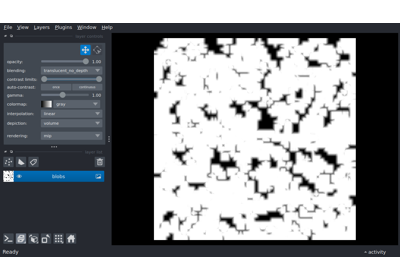 File View Layers Plugins Window Help
opacity: 1.00
blending: translucent_no_depth
contrast limits:
auto-contrast: once continuous
gamma: 1.00
colormap: gray
interpolation: linear
depiction: volume
rendering: mip
blobs
Ready activity